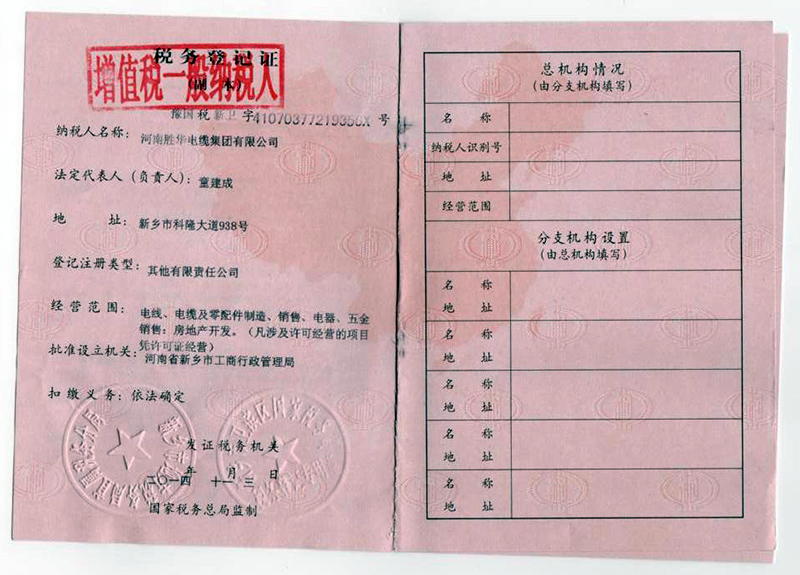 税务登记证
(副 本)
增值税一般纳税人
豫国 税 新卫 字41070377219356X 号
纳税人名称：河南胜华电缆集团有限公司
法定代表人（负责人）：童建成
地 址：新乡市科隆大道938号
登记注册类型：其他有限责任公司
经 营 范 围：电线、电缆及零配件制造、销售、电器、五金
销售；房地产开发。（凡涉及许可经营的项目
凭许可证经营）
批准设立机关：河南省新乡市工商行政管理局
扣 缴 义 务：依法确定
发证税务机关
二〇一四 年 十一 月 三 日
国家税务总局监制
总机构情况
(由分支机构填写)
名 称
纳税人识别号
地 址
经营范围
分支机构设置
(由总机构填写)
名 称
地 址
名 称
地 址
名 称
地 址
名 称
地 址
名 称
地 址